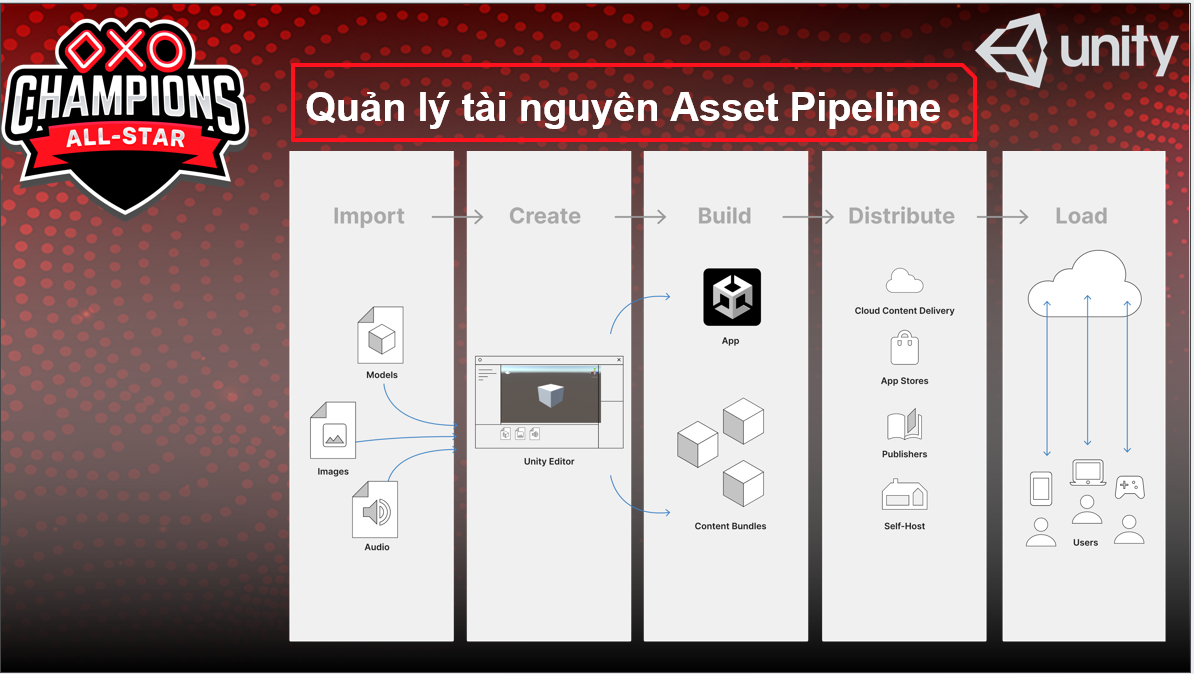 OXO
CHAMPIONS
ALL-STAR
unity
Quản lý tài nguyên Asset Pipeline
Import
Create
Build
Distribute
Load
Models
Images
Audio
Unity Editor
App
Content Bundles
Cloud Content Delivery
App Stores
Publishers
Self-Host
Users